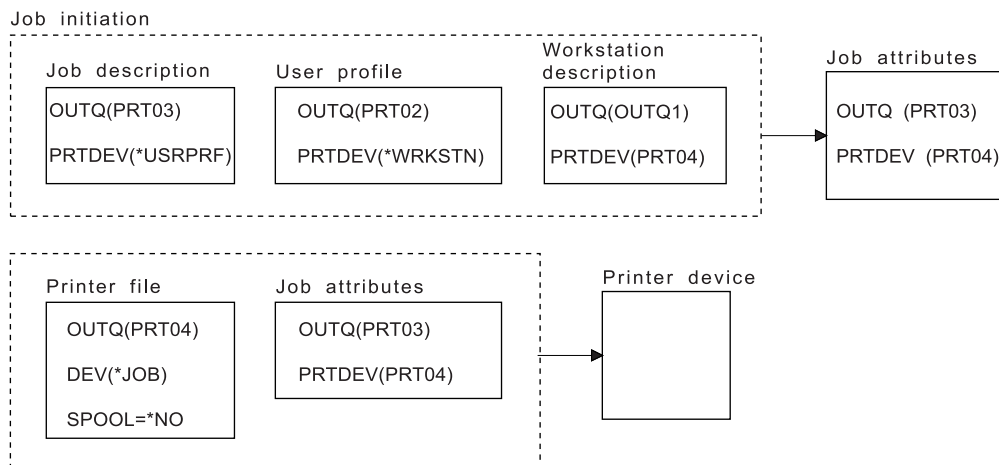 Job initiation
Job description
OUTQ(PRT03)
PRTDEV(*USRPRF)
User profile
OUTQ(PRT02)
PRTDEV(*WRKSTN)
Workstation
description
OUTQ(OUTQ1)
PRTDEV(PRT04)
Job attributes
OUTQ (PRT03)
PRTDEV (PRT04)
Printer file
OUTQ(PRT04)
DEV(*JOB)
SPOOL=*NO
Job attributes
OUTQ(PRT03)
PRTDEV(PRT04)
Printer device